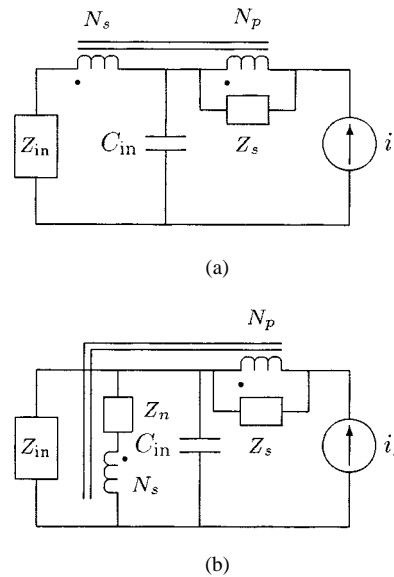 N_s N_p
Z_in C_in Z_s i
(a)
N_p
Z_in Z_n C_in Z_s i
N_s
(b)